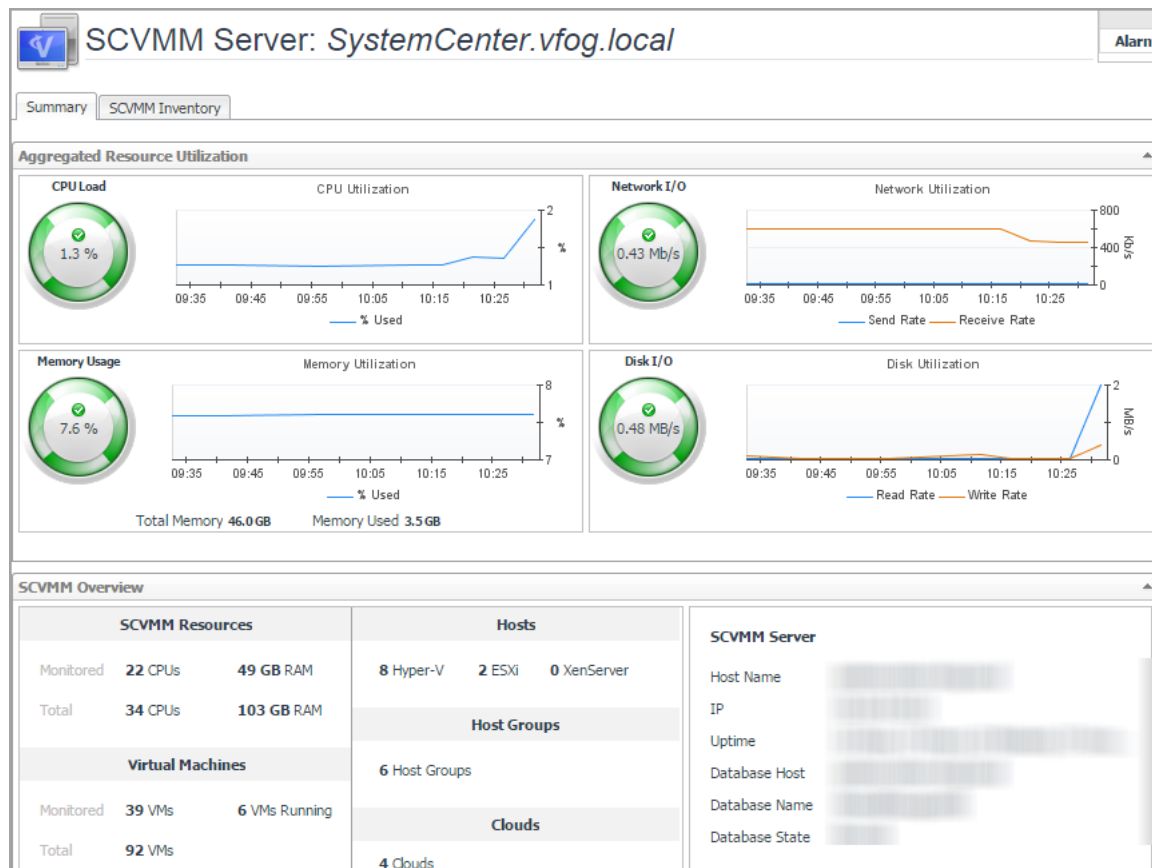 SCVMM Server: SystemCenter.vfog.local
Alarm
Summary
SCVMM Inventory
Aggregated Resource Utilization
CPU Load
CPU Utilization
1.3 %
2
%
1
09:35 09:45 09:55 10:05 10:15 10:25
% Used
Network I/O
Network Utilization
0.43 Mb/s
800
400
0
Kb/s
09:35 09:45 09:55 10:05 10:15 10:25
Send Rate Receive Rate
Memory Usage
Memory Utilization
7.6 %
8
%
7
09:35 09:45 09:55 10:05 10:15 10:25
% Used
Total Memory 46.0 GB Memory Used 3.5 GB
Disk I/O
Disk Utilization
0.48 MB/s
2
0
MB/s
09:35 09:45 09:55 10:05 10:15 10:25
Read Rate Write Rate
SCVMM Overview
SCVMM Resources
Monitored 22 CPUs 49 GB RAM
Total 34 CPUs 103 GB RAM
Virtual Machines
Monitored 39 VMs 6 VMs Running
Total 92 VMs
Hosts
8 Hyper-V 2 ESXi 0 XenServer
Host Groups
6 Host Groups
Clouds
4 Clouds
SCVMM Server
Host Name
IP
Uptime
Database Host
Database Name
Database State